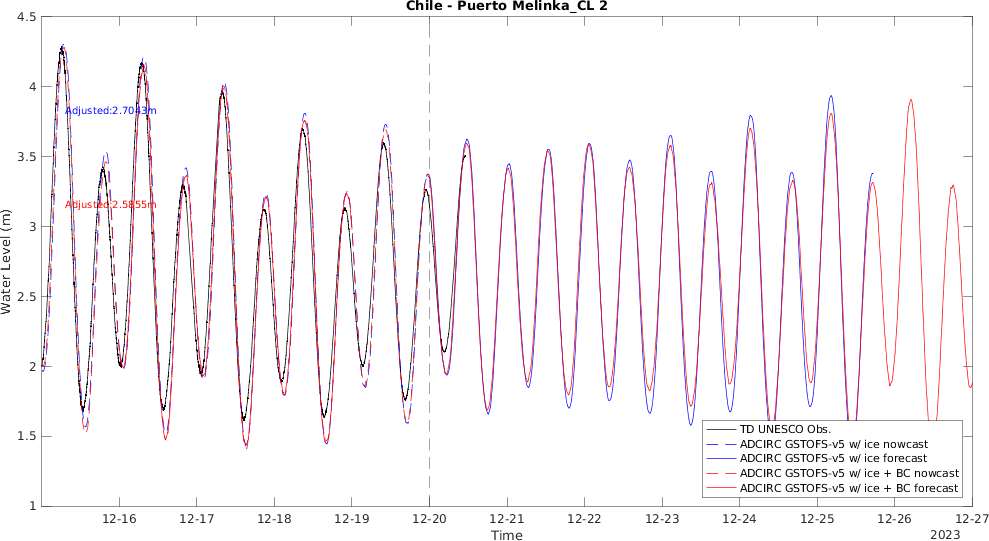 Chile - Puerto Melinka_CL 2
4.5
4
3.5
3
2.5
2
1.5
1
Water Level (m)
Adjusted:2.7043m
Adjusted:2.5855m
TD UNESCO Obs.
ADCIRC GSTOFS-v5 w/ ice nowcast
ADCIRC GSTOFS-v5 w/ ice forecast
ADCIRC GSTOFS-v5 w/ ice + BC nowcast
ADCIRC GSTOFS-v5 w/ ice + BC forecast
12-16 12-17 12-18 12-19 12-20 12-21 12-22 12-23 12-24 12-25 12-26 12-27
Time
2023